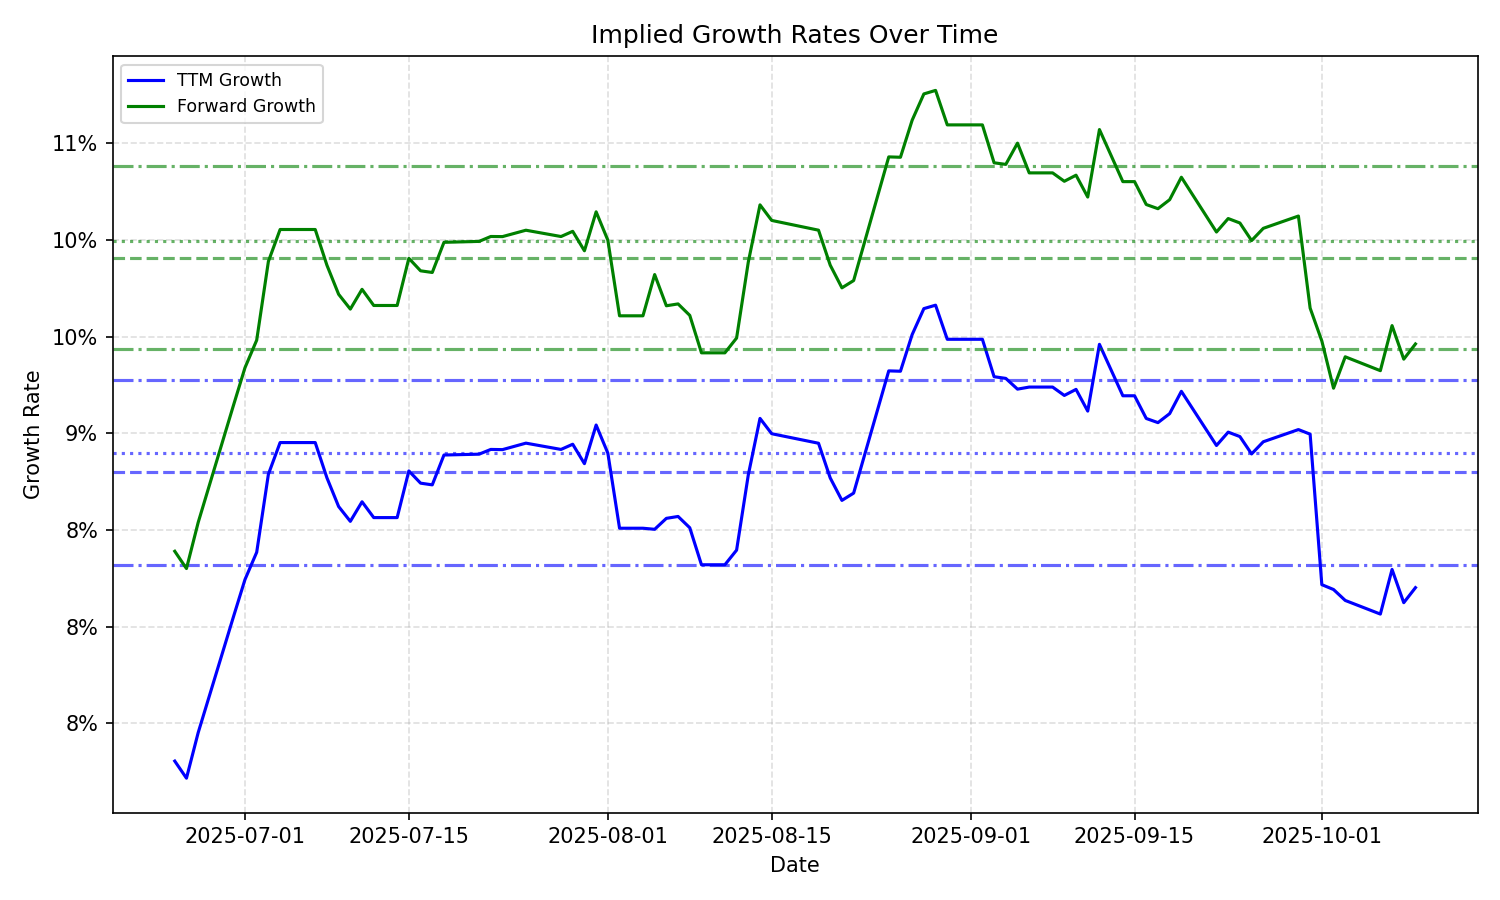 Implied Growth Rates Over Time
TTM Growth
Forward Growth
11%
10%
10%
9%
8%
8%
8%
Growth Rate
2025-07-01
2025-07-15
2025-08-01
2025-08-15
2025-09-01
2025-09-15
2025-10-01
Date